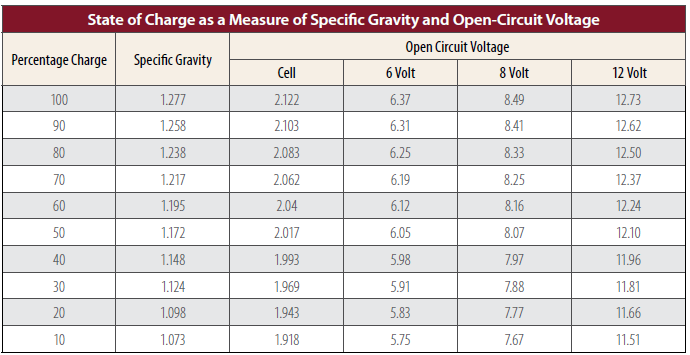 State of Charge as a Measure of Specific Gravity and Open-Circuit Voltage
Percentage Charge Specific Gravity Open Circuit Voltage
Cell 6 Volt 8 Volt 12 Volt
100 1.277 2.122 6.37 8.49 12.73
90 1.258 2.103 6.31 8.41 12.62
80 1.238 2.083 6.25 8.33 12.50
70 1.217 2.062 6.19 8.25 12.37
60 1.195 2.04 6.12 8.16 12.24
50 1.172 2.017 6.05 8.07 12.10
40 1.148 1.993 5.98 7.97 11.96
30 1.124 1.969 5.91 7.88 11.81
20 1.098 1.943 5.83 7.77 11.66
10 1.073 1.918 5.75 7.67 11.51